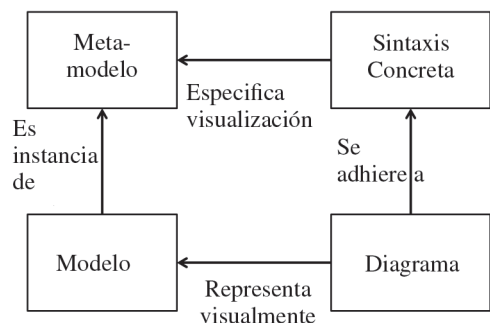 Meta-
modelo
Sintaxis
Concreta
Especifica
visualización
Es
instancia
de
Se
adhiere a
Modelo
Diagrama
Representa
visualmente